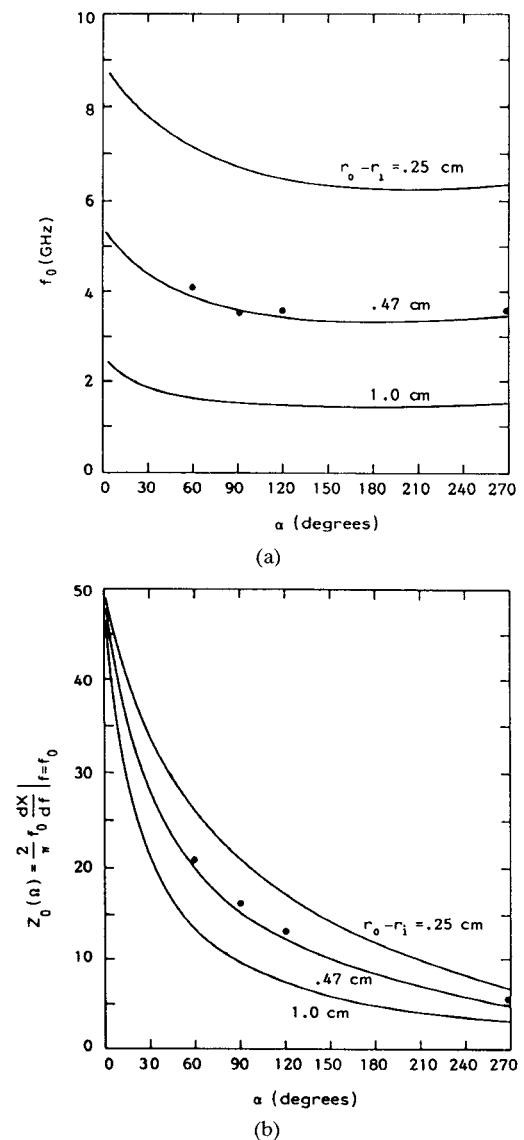 10
8
6
4
2
0
f₀ (GHz)
r₀ - r₁ = .25 cm
.47 cm
1.0 cm
0 30 60 90 120 150 180 210 240 270
α (degrees)
(a)
50
40
30
20
10
0
Z₀(Ω) = 2/π f₀ dX/df |f=f₀
r₀ - rᵢ = .25 cm
.47 cm
1.0 cm
0 30 60 90 120 150 180 210 240 270
α (degrees)
(b)